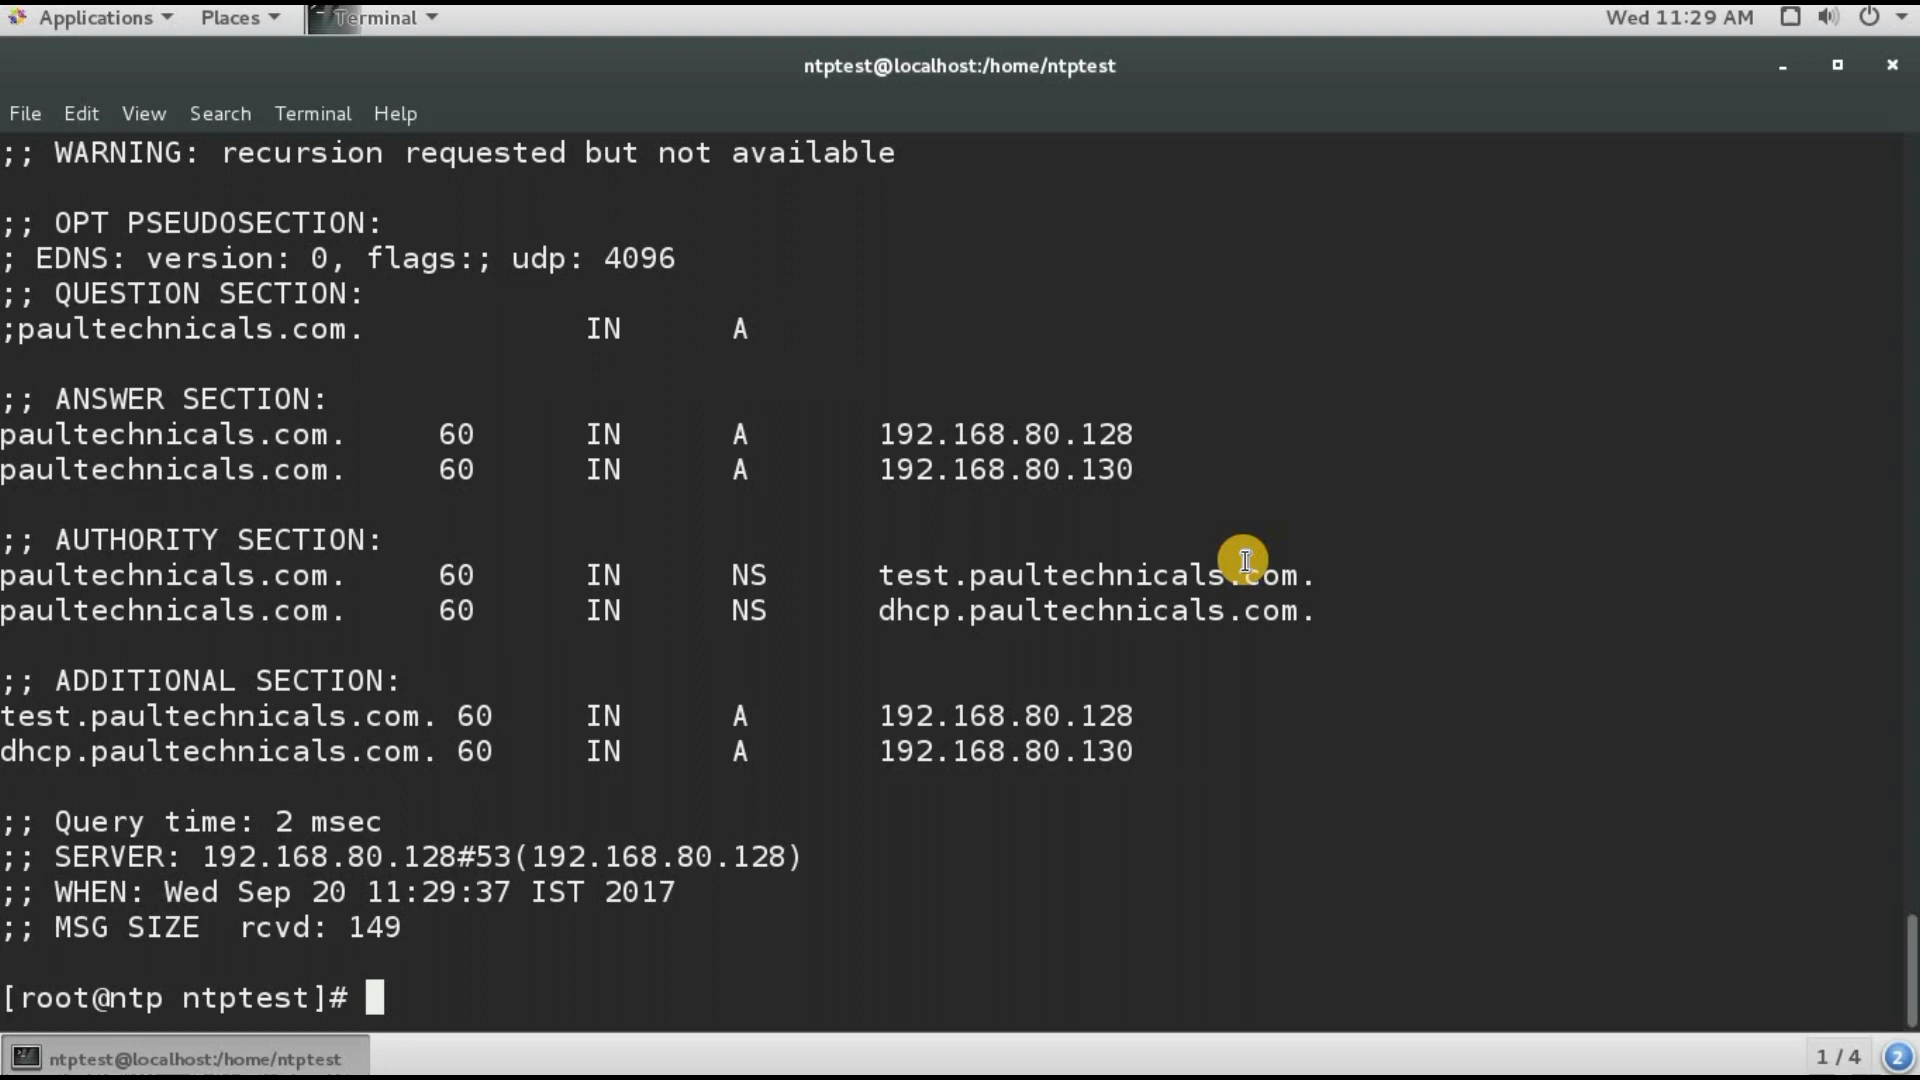 Applications Places Terminal Wed 11:29 AM
ntptest@localhost:/home/ntptest
File Edit View Search Terminal Help
;; WARNING: recursion requested but not available
;; OPT PSEUDOSECTION:
; EDNS: version: 0, flags:; udp: 4096
;; QUESTION SECTION:
;paultechnicals.com. IN A
;; ANSWER SECTION:
paultechnicals.com. 60 IN A 192.168.80.128
paultechnicals.com. 60 IN A 192.168.80.130
;; AUTHORITY SECTION:
paultechnicals.com. 60 IN NS test.paultechnicals.com.
paultechnicals.com. 60 IN NS dhcp.paultechnicals.com.
;; ADDITIONAL SECTION:
test.paultechnicals.com. 60 IN A 192.168.80.128
dhcp.paultechnicals.com. 60 IN A 192.168.80.130
;; Query time: 2 msec
;; SERVER: 192.168.80.128#53(192.168.80.128)
;; WHEN: Wed Sep 20 11:29:37 IST 2017
;; MSG SIZE rcvd: 149
[root@ntp ntptest]#
ntptest@localhost:/home/ntptest 1 / 4 2